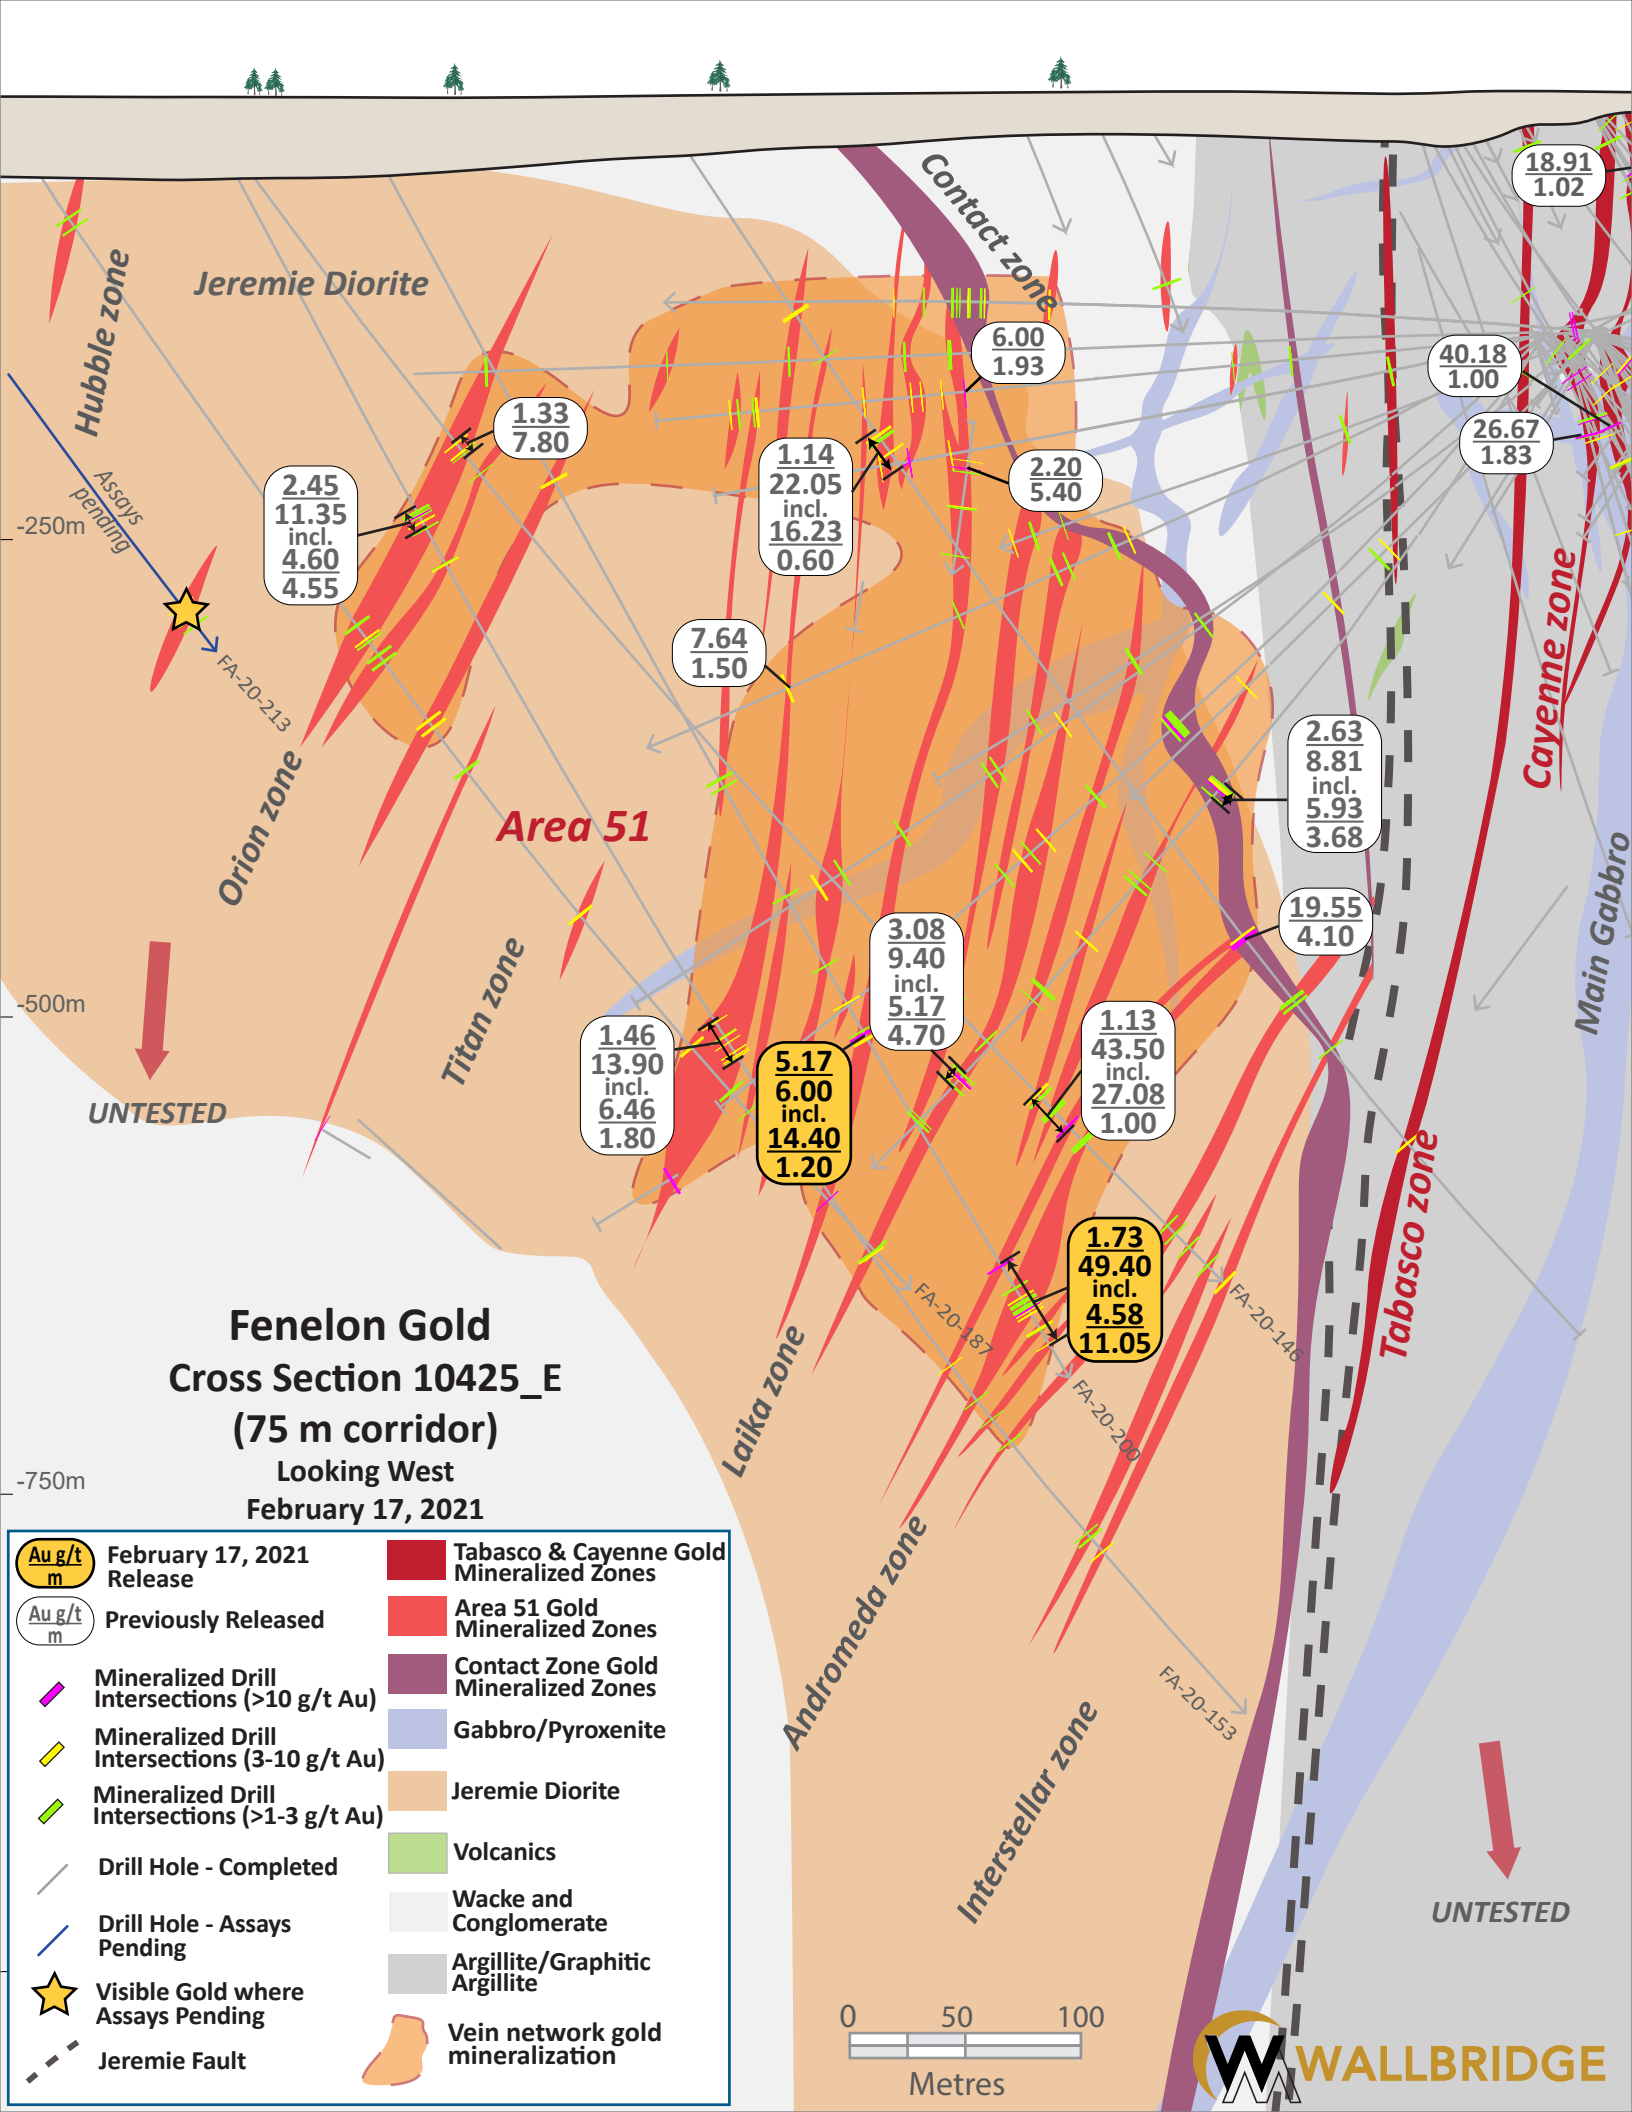 18.91
1.02
Contact zone
Hubble zone
Jeremie Diorite
6.00
1.93
40.18
1.00
26.67
1.83
1.33
7.80
2.45
11.35
incl.
4.60
4.55
1.14
22.05
incl.
16.23
0.60
2.20
5.40
Assays
pending
-250m
FA-20-213
7.64
1.50
Cayenne zone
2.63
8.81
incl.
5.93
3.68
Orion zone
Area 51
19.55
4.10
Main Gabbro
3.08
9.40
incl.
5.17
4.70
Titan zone
-500m
1.46
13.90
incl.
6.46
1.80
5.17
6.00
incl.
14.40
1.20
1.13
43.50
incl.
27.08
1.00
UNTESTED
Tabasco zone
1.73
49.40
incl.
4.58
11.05
FA-20-187
FA-20-146
FA-20-200
Laika zone
Fenelon Gold
Cross Section 10425_E
(75 m corridor)
Looking West
February 17, 2021
-750m
Andromeda zone
Interstellar zone
FA-20-153
UNTESTED
Au g/t
m
February 17, 2021
Release
Au g/t
m
Previously Released
Mineralized Drill
Intersections (>10 g/t Au)
Mineralized Drill
Intersections (3-10 g/t Au)
Mineralized Drill
Intersections (>1-3 g/t Au)
Drill Hole - Completed
Drill Hole - Assays
Pending
Visible Gold where
Assays Pending
Jeremie Fault
Tabasco & Cayenne Gold
Mineralized Zones
Area 51 Gold
Mineralized Zones
Contact Zone Gold
Mineralized Zones
Gabbro/Pyroxenite
Jeremie Diorite
Volcanics
Wacke and
Conglomerate
Argillite/Graphitic
Argillite
Vein network gold
mineralization
0 50 100
Metres
WALLBRIDGE